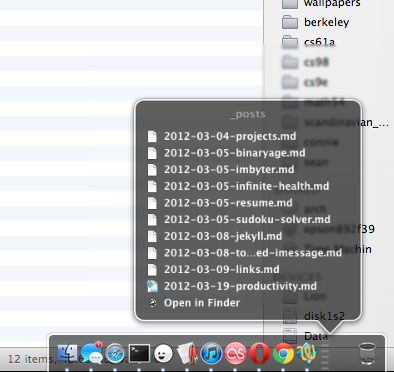 wallpapers
berkeley
cs61a
cs98
cs9e
math54
scandinavian_...
connie
sean
_posts
2012-03-04-projects.md
2012-03-05-binaryage.md
2012-03-05-imbyter.md
2012-03-05-infinite-health.md
2012-03-05-resume.md
2012-03-05-sudoku-solver.md
2012-03-08-jekyll.md
2012-03-08-to...ed-imessage.md
2012-03-09-links.md
2012-03-19-productivity.md
Open in Finder
arch
epson892f39
Time Machin
DEVICES
Lion
disk1s2
Data
12 items,